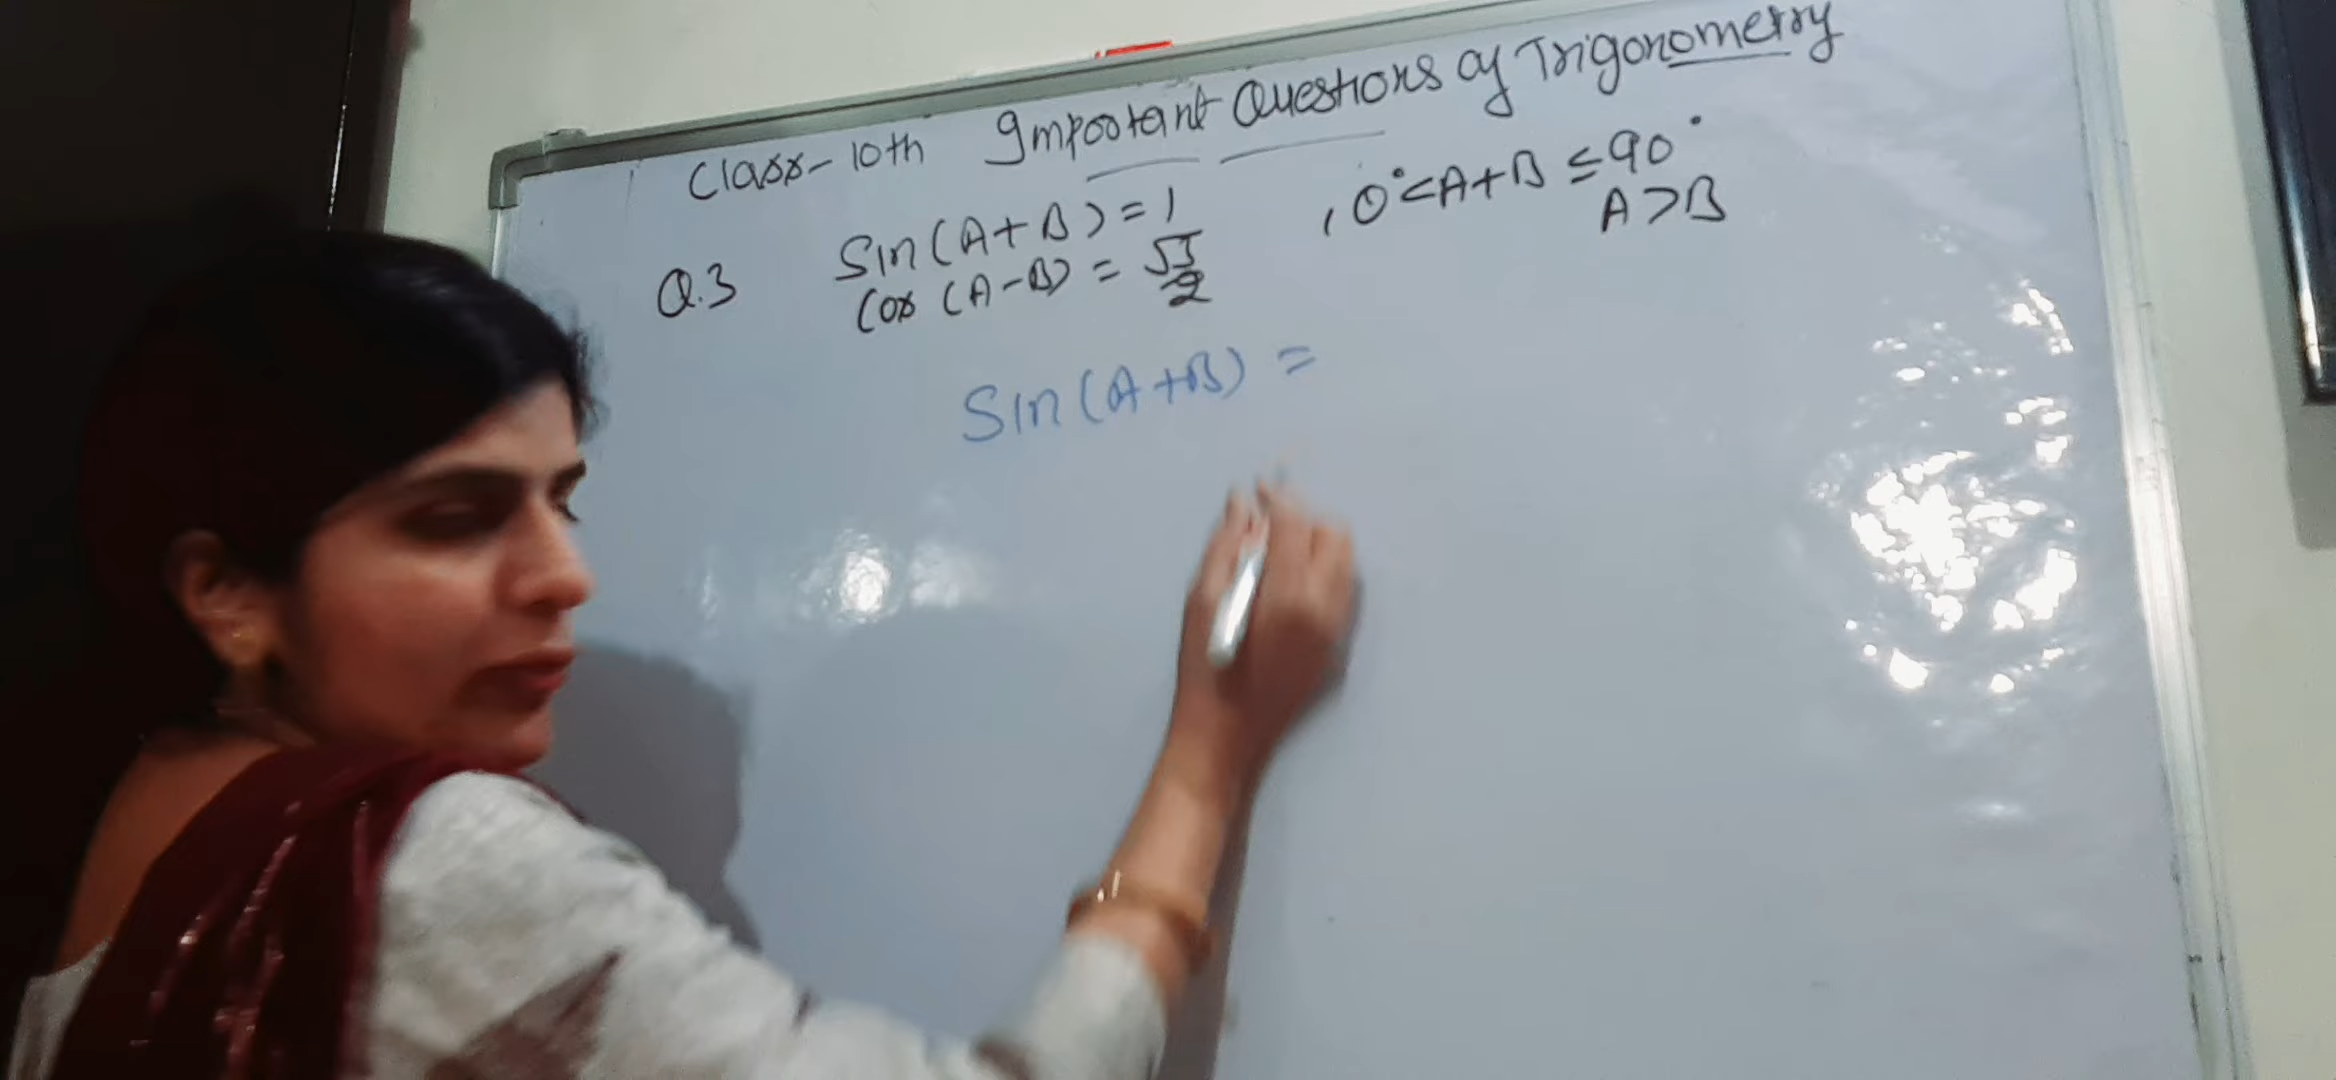 Class-10th Important Questions of Trigonometry
Q.3 Sin(A+B)=1 , 0°<A+B≤90°
Cos (A-B) = √3/2 A>B
Sin(A+B) =